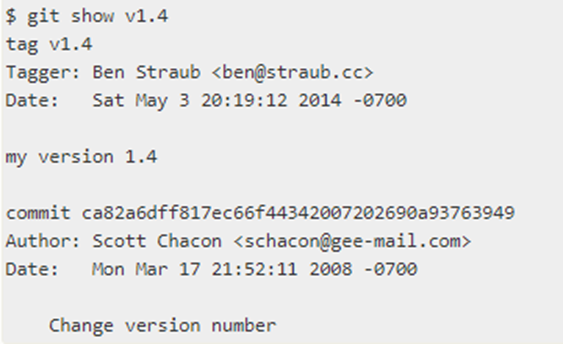 $ git show v1.4
tag v1.4
Tagger: Ben Straub <ben@straub.cc>
Date:   Sat May 3 20:19:12 2014 -0700

my version 1.4

commit ca82a6dff817ec66f44342007202690a93763949
Author: Scott Chacon <schacon@gee-mail.com>
Date:   Mon Mar 17 21:52:11 2008 -0700

    Change version number